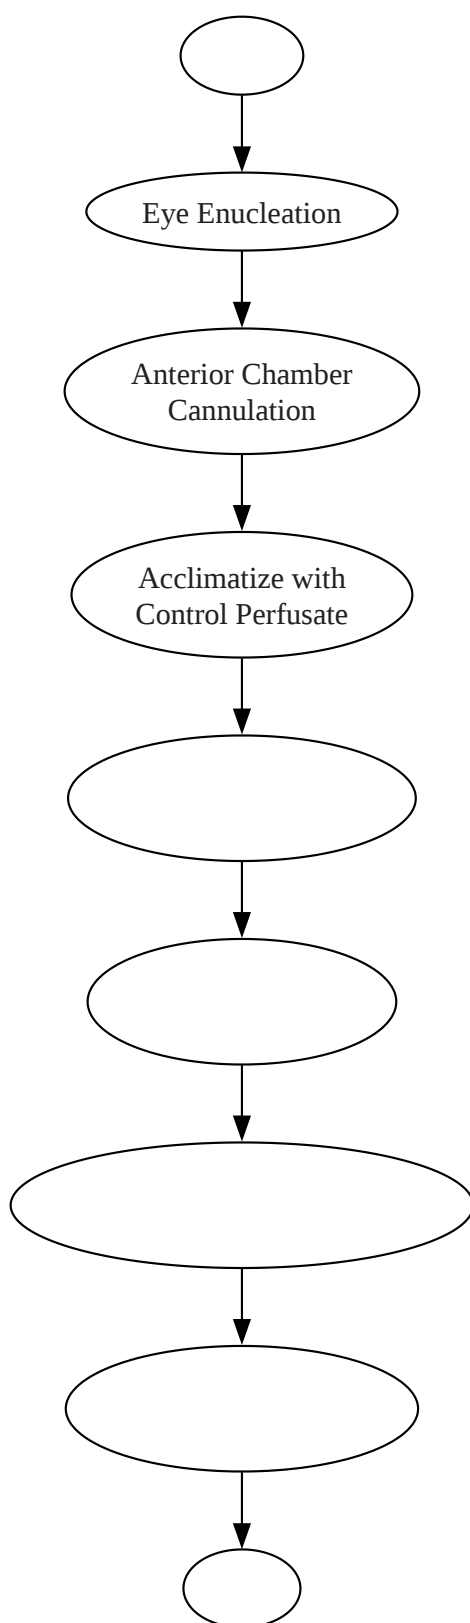 Eye Enucleation
Anterior Chamber
Cannulation
Acclimatize with
Control Perfusate